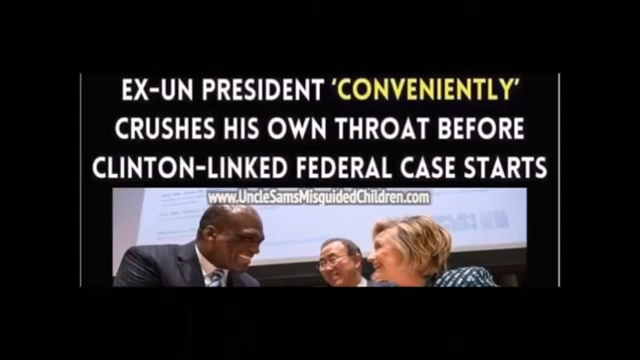 EX-UN PRESIDENT ‘CONVENIENTLY’
CRUSHES HIS OWN THROAT BEFORE
CLINTON-LINKED FEDERAL CASE STARTS
www.UncleSamsMisguidedChildren.com